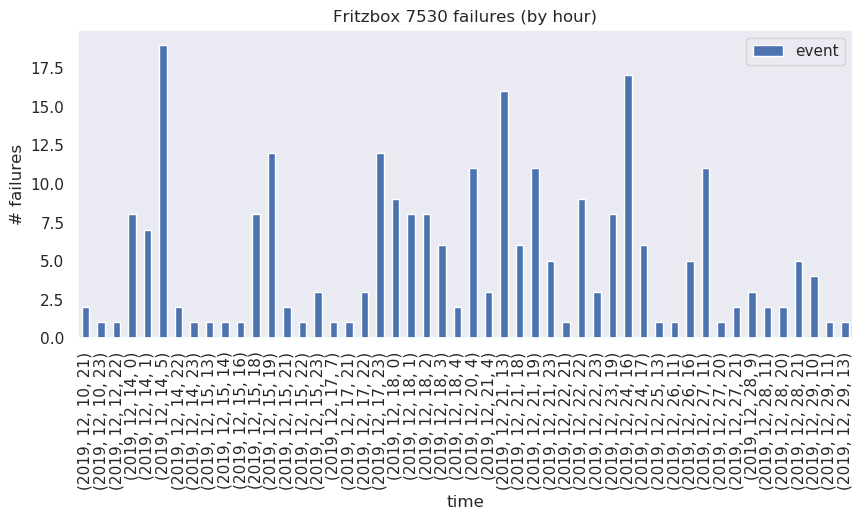 Fritzbox 7530 failures (by hour)
event
# failures
17.5
15.0
12.5
10.0
7.5
5.0
2.5
0.0
(2019, 12, 10, 21)
(2019, 12, 10, 23)
(2019, 12, 12, 22)
(2019, 12, 14, 0)
(2019, 12, 14, 1)
(2019, 12, 14, 5)
(2019, 12, 14, 22)
(2019, 12, 14, 23)
(2019, 12, 15, 13)
(2019, 12, 15, 14)
(2019, 12, 15, 16)
(2019, 12, 15, 18)
(2019, 12, 15, 19)
(2019, 12, 15, 21)
(2019, 12, 15, 22)
(2019, 12, 15, 23)
(2019, 12, 17, 7)
(2019, 12, 17, 21)
(2019, 12, 17, 22)
(2019, 12, 17, 23)
(2019, 12, 18, 0)
(2019, 12, 18, 1)
(2019, 12, 18, 2)
(2019, 12, 18, 3)
(2019, 12, 18, 4)
(2019, 12, 20, 4)
(2019, 12, 21, 4)
(2019, 12, 21, 13)
(2019, 12, 21, 18)
(2019, 12, 21, 19)
(2019, 12, 21, 23)
(2019, 12, 22, 21)
(2019, 12, 22, 22)
(2019, 12, 22, 23)
(2019, 12, 23, 19)
(2019, 12, 24, 16)
(2019, 12, 24, 17)
(2019, 12, 25, 13)
(2019, 12, 26, 11)
(2019, 12, 26, 16)
(2019, 12, 27, 11)
(2019, 12, 27, 20)
(2019, 12, 27, 21)
(2019, 12, 28, 9)
(2019, 12, 28, 11)
(2019, 12, 28, 20)
(2019, 12, 28, 21)
(2019, 12, 29, 10)
(2019, 12, 29, 11)
(2019, 12, 29, 13)
time